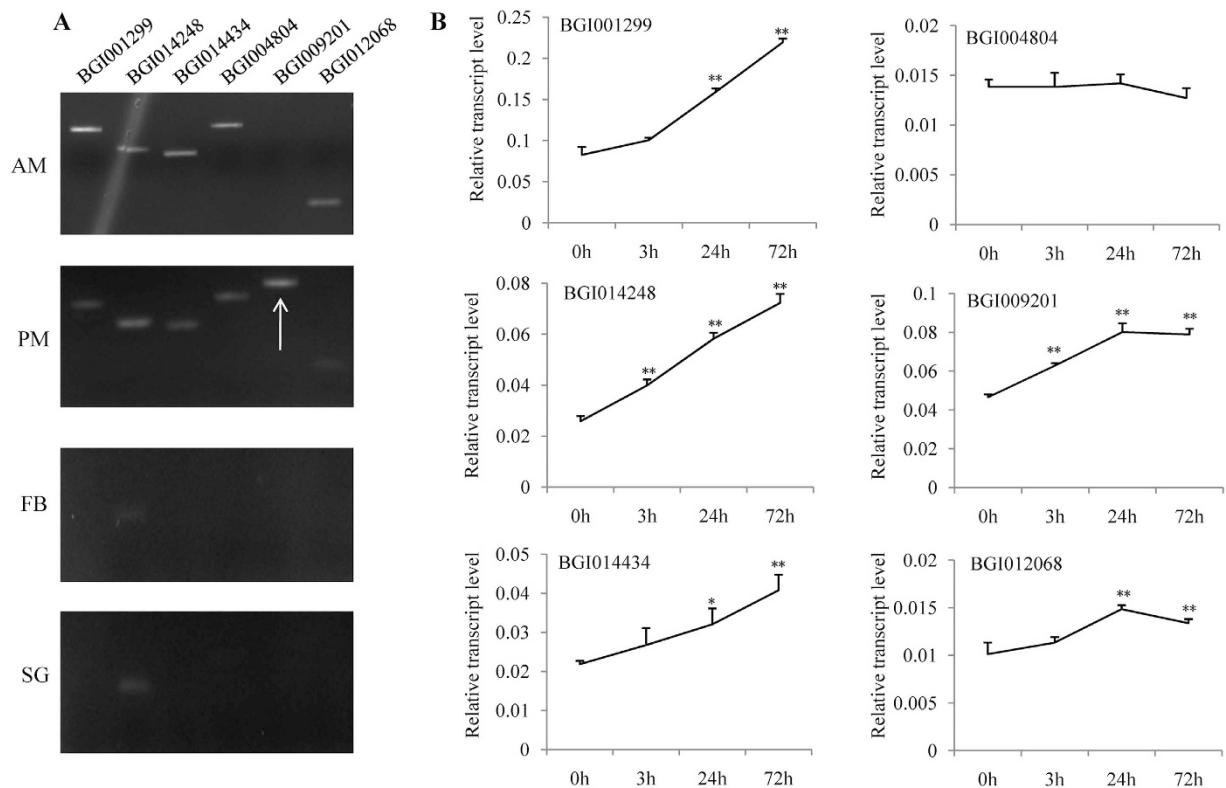 A
BGI001299
BGI014248
BGI014434
BGI004804
BGI009201
BGI012068
AM
PM
FB
SG
B
BGI001299
Relative transcript level
0.25
0.2
0.15
0.1
0.05
0
**
**
0h 3h 24h 72h
BGI004804
Relative transcript level
0.02
0.015
0.01
0.005
0
0h 3h 24h 72h
BGI014248
Relative transcript level
0.08
0.06
0.04
0.02
0
**
**
**
0h 3h 24h 72h
BGI009201
Relative transcript level
0.1
0.08
0.06
0.04
0.02
0
**
**
**
0h 3h 24h 72h
BGI014434
Relative transcript level
0.05
0.04
0.03
0.02
0.01
0
*
**
0h 3h 24h 72h
BGI012068
Relative transcript level
0.02
0.015
0.01
0.005
0
**
**
0h 3h 24h 72h